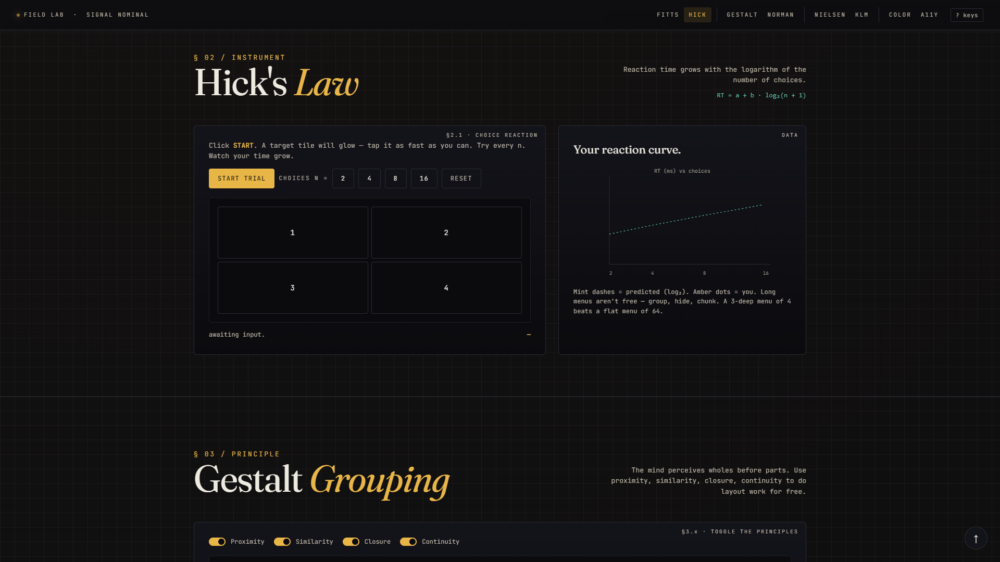 FIELD LAB · SIGNAL NOMINAL
FITTS HICK GESTALT NORMAN NIELSEN KLM COLOR A11Y ? keys
§ 02 / INSTRUMENT
Hick's Law
Reaction time grows with the logarithm of the
number of choices.
RT = a + b · log₂(n + 1)
§2.1 · CHOICE REACTION
Click START. A target tile will glow — tap it as fast as you can. Try every n.
Watch your time grow.
START TRIAL CHOICES N = 2 4 8 16 RESET
1 2
3 4
awaiting input. —
DATA
Your reaction curve.
RT (ms) vs choices
2 4 8 16
Mint dashes = predicted (log₂). Amber dots = you. Long
menus aren't free — group, hide, chunk. A 3-deep menu of 4
beats a flat menu of 64.
§ 03 / PRINCIPLE
Gestalt Grouping
The mind perceives wholes before parts. Use
proximity, similarity, closure, continuity to do
layout work for free.
§3.x · TOGGLE THE PRINCIPLES
Proximity Similarity Closure Continuity
↑